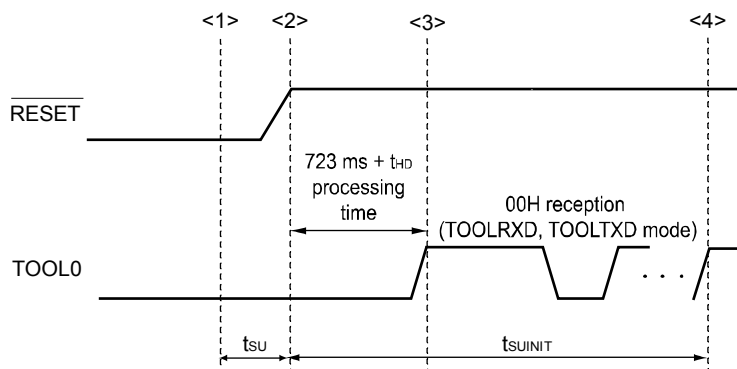 <1> <2> <3> <4>
RESET
723 ms + tHD
processing
time
00H reception
(TOOLRXD, TOOLTXD mode)
TOOL0
. . .
tSU
tSUINIT